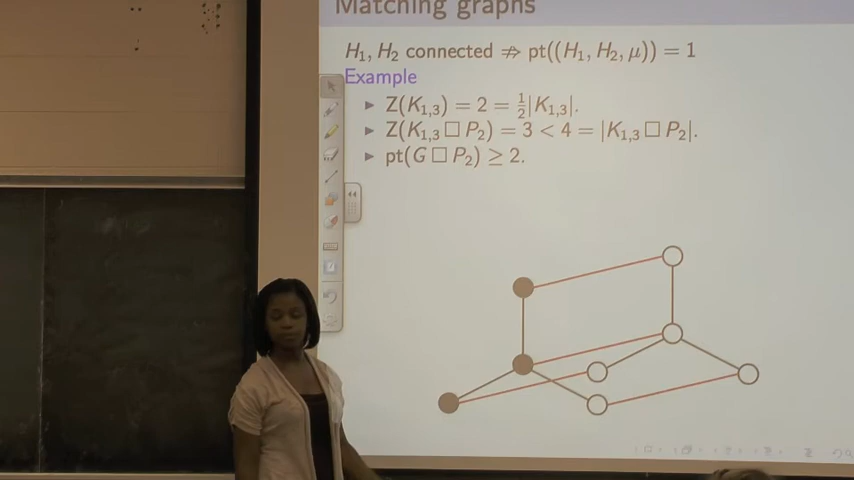 Matching graphs
H₁, H₂ connected ⇏ pt((H₁, H₂, μ)) = 1
Example
▶ Z(K₁,₃) = 2 = ½|K₁,₃|.
▶ Z(K₁,₃ □ P₂) = 3 < 4 = |K₁,₃ □ P₂|.
▶ pt(G □ P₂) ≥ 2.